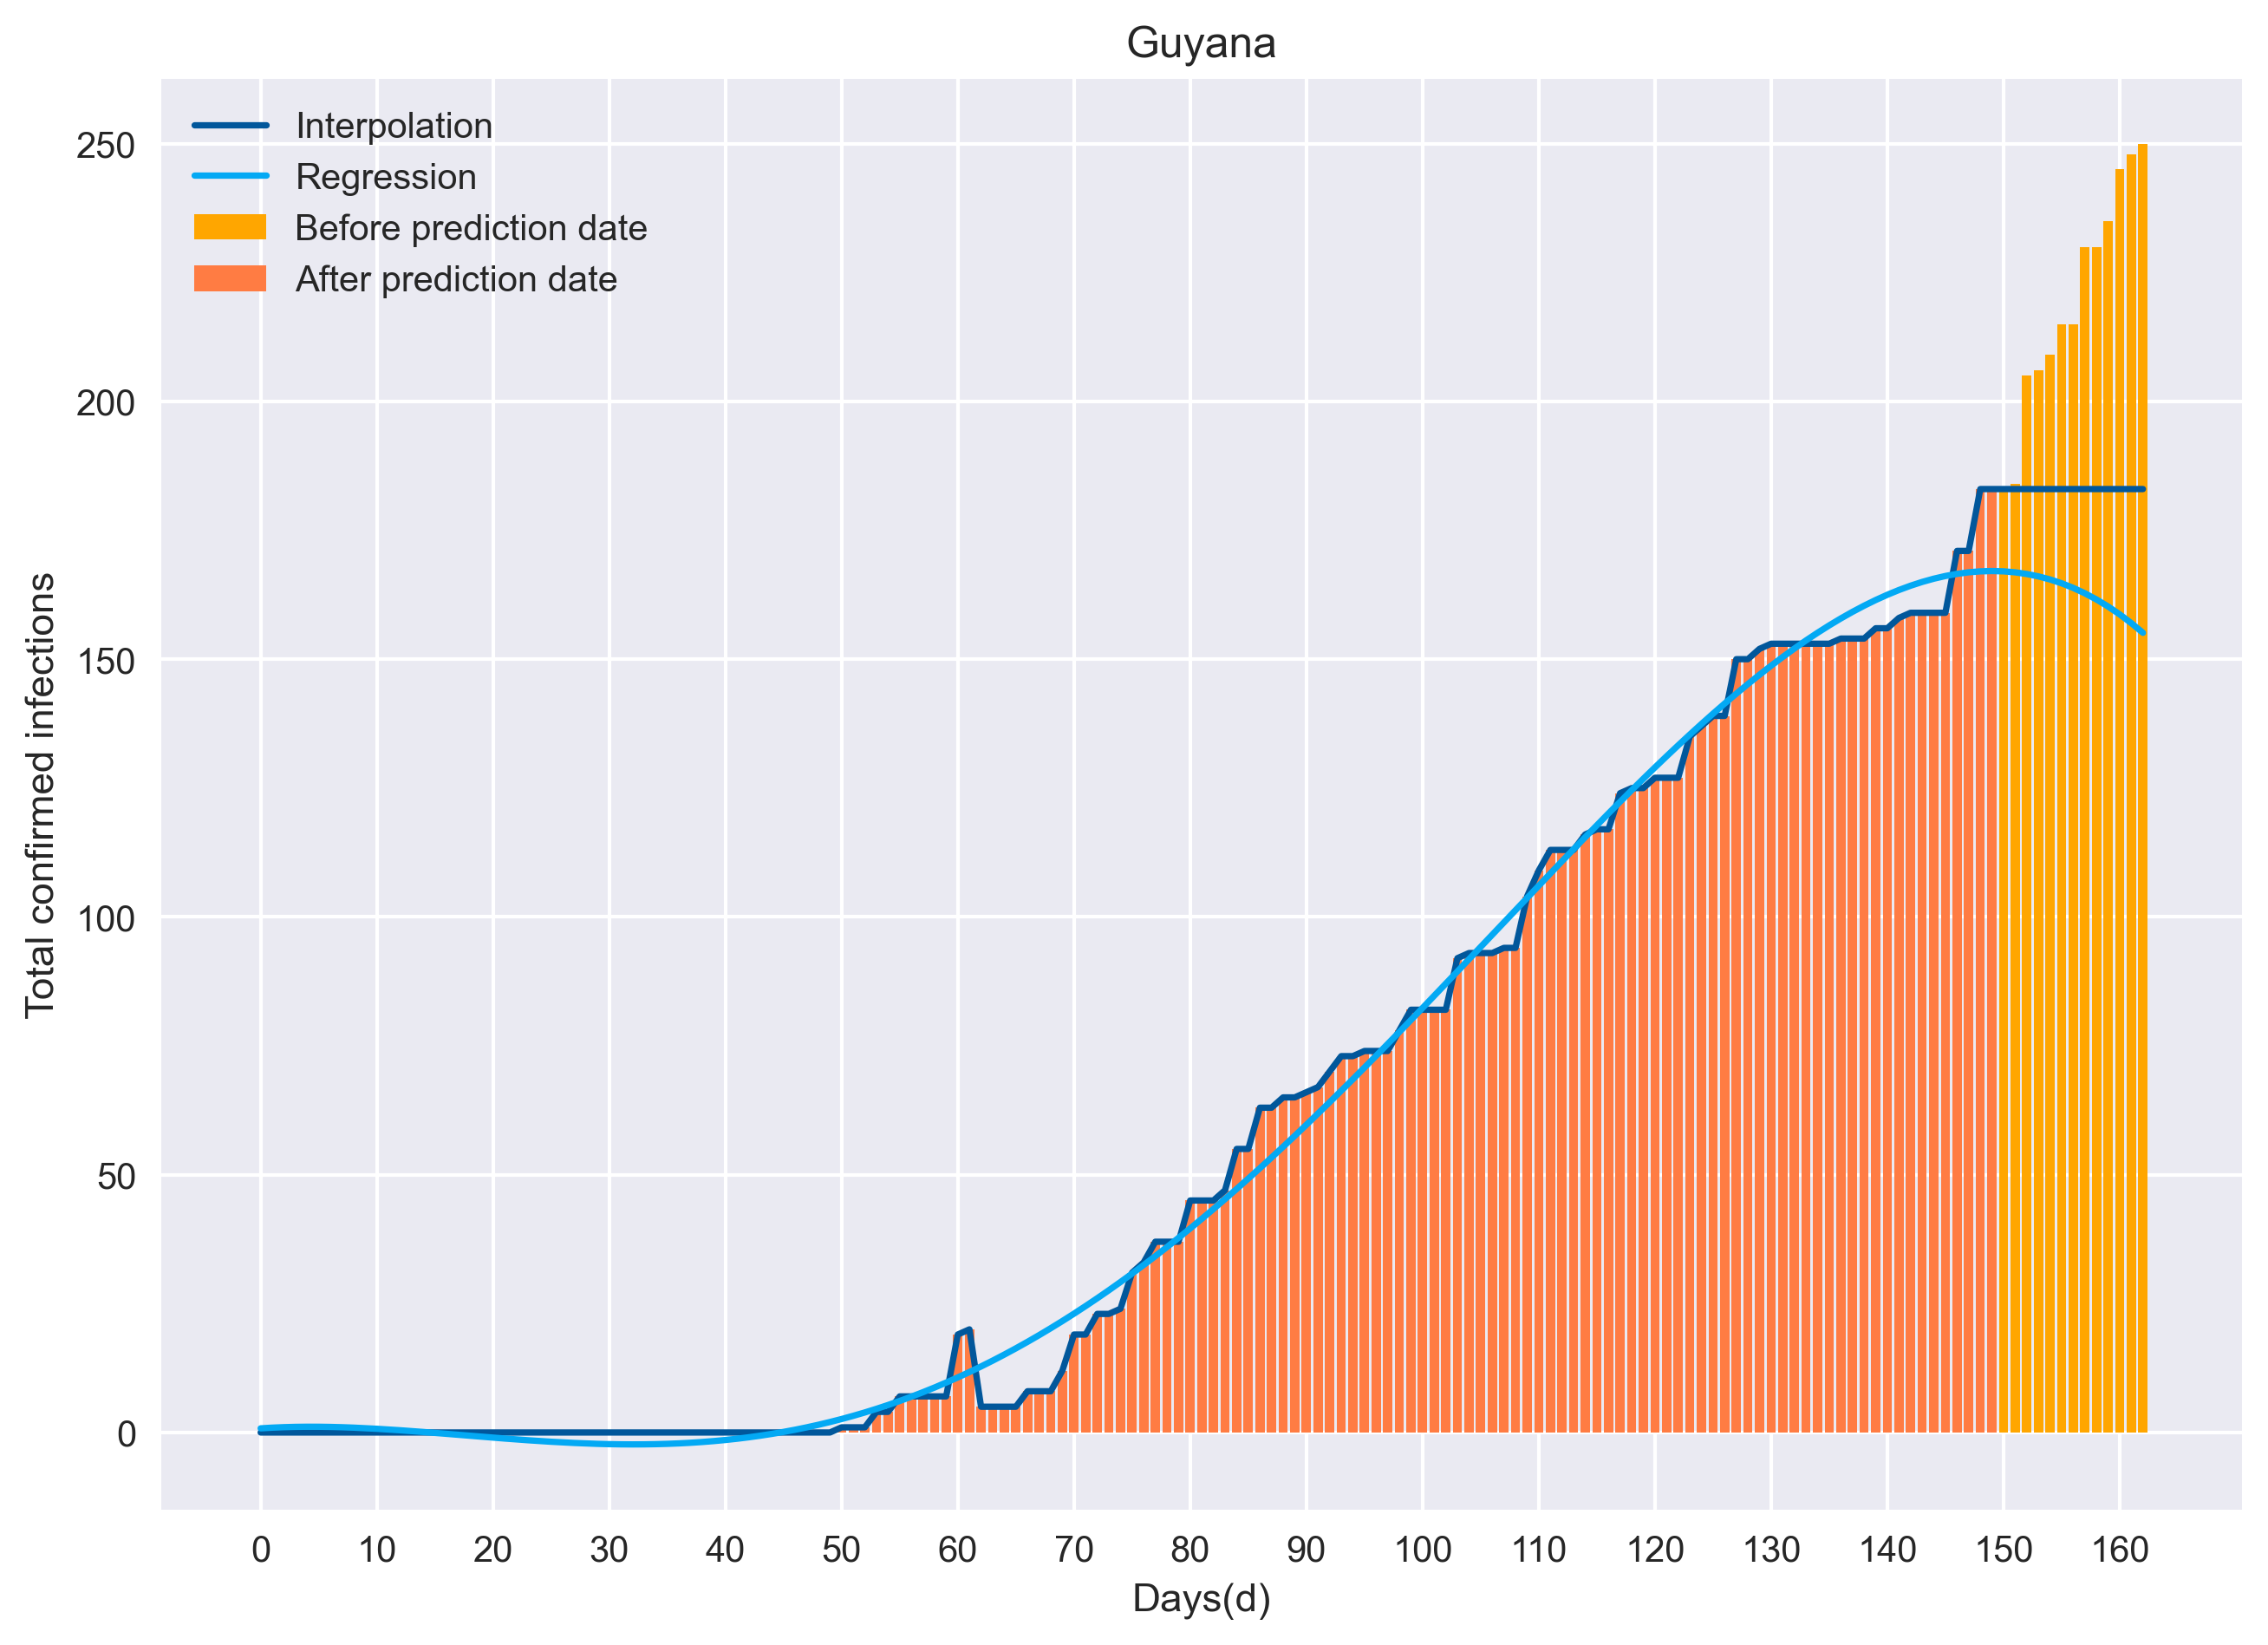 Guyana
Interpolation
Regression
Before prediction date
After prediction date
250
200
150
100
50
0
Total confirmed infections
0 10 20 30 40 50 60 70 80 90 100 110 120 130 140 150 160
Days(d)